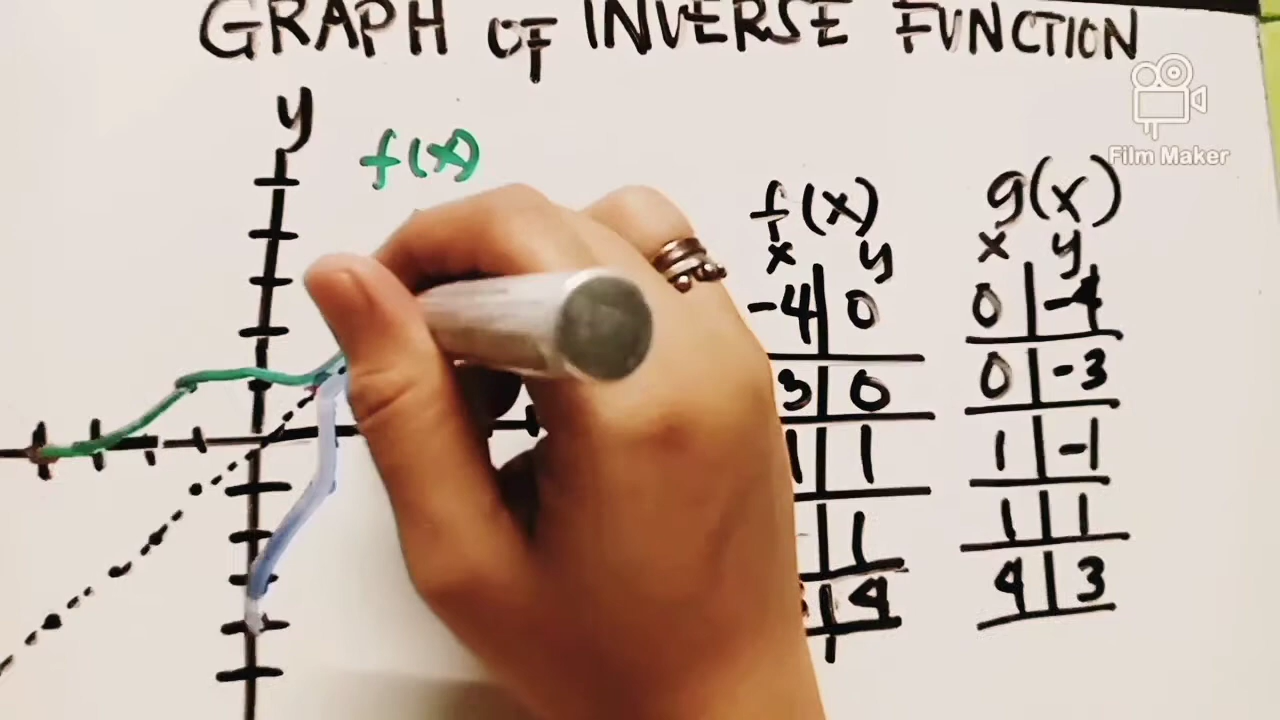 GRAPH OF INVERSE FUNCTION
Film Maker
y
f(x)
f(x) g(x)
x y x y
-4 0 0 -4
3 0 0 -3
1 1 1 -1
1 1 1
4 4 3